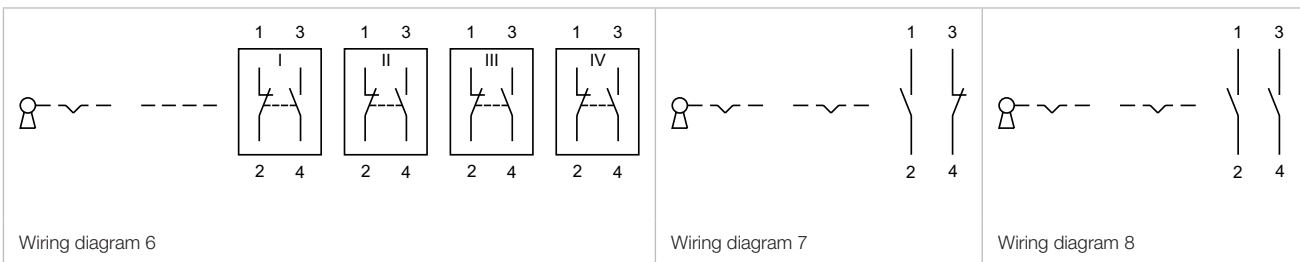 1 3 1 3 1 3 1 3 1 3 1 3
I II III IV
2 4 2 4 2 4 2 4 2 4 2 4
Wiring diagram 6 Wiring diagram 7 Wiring diagram 8